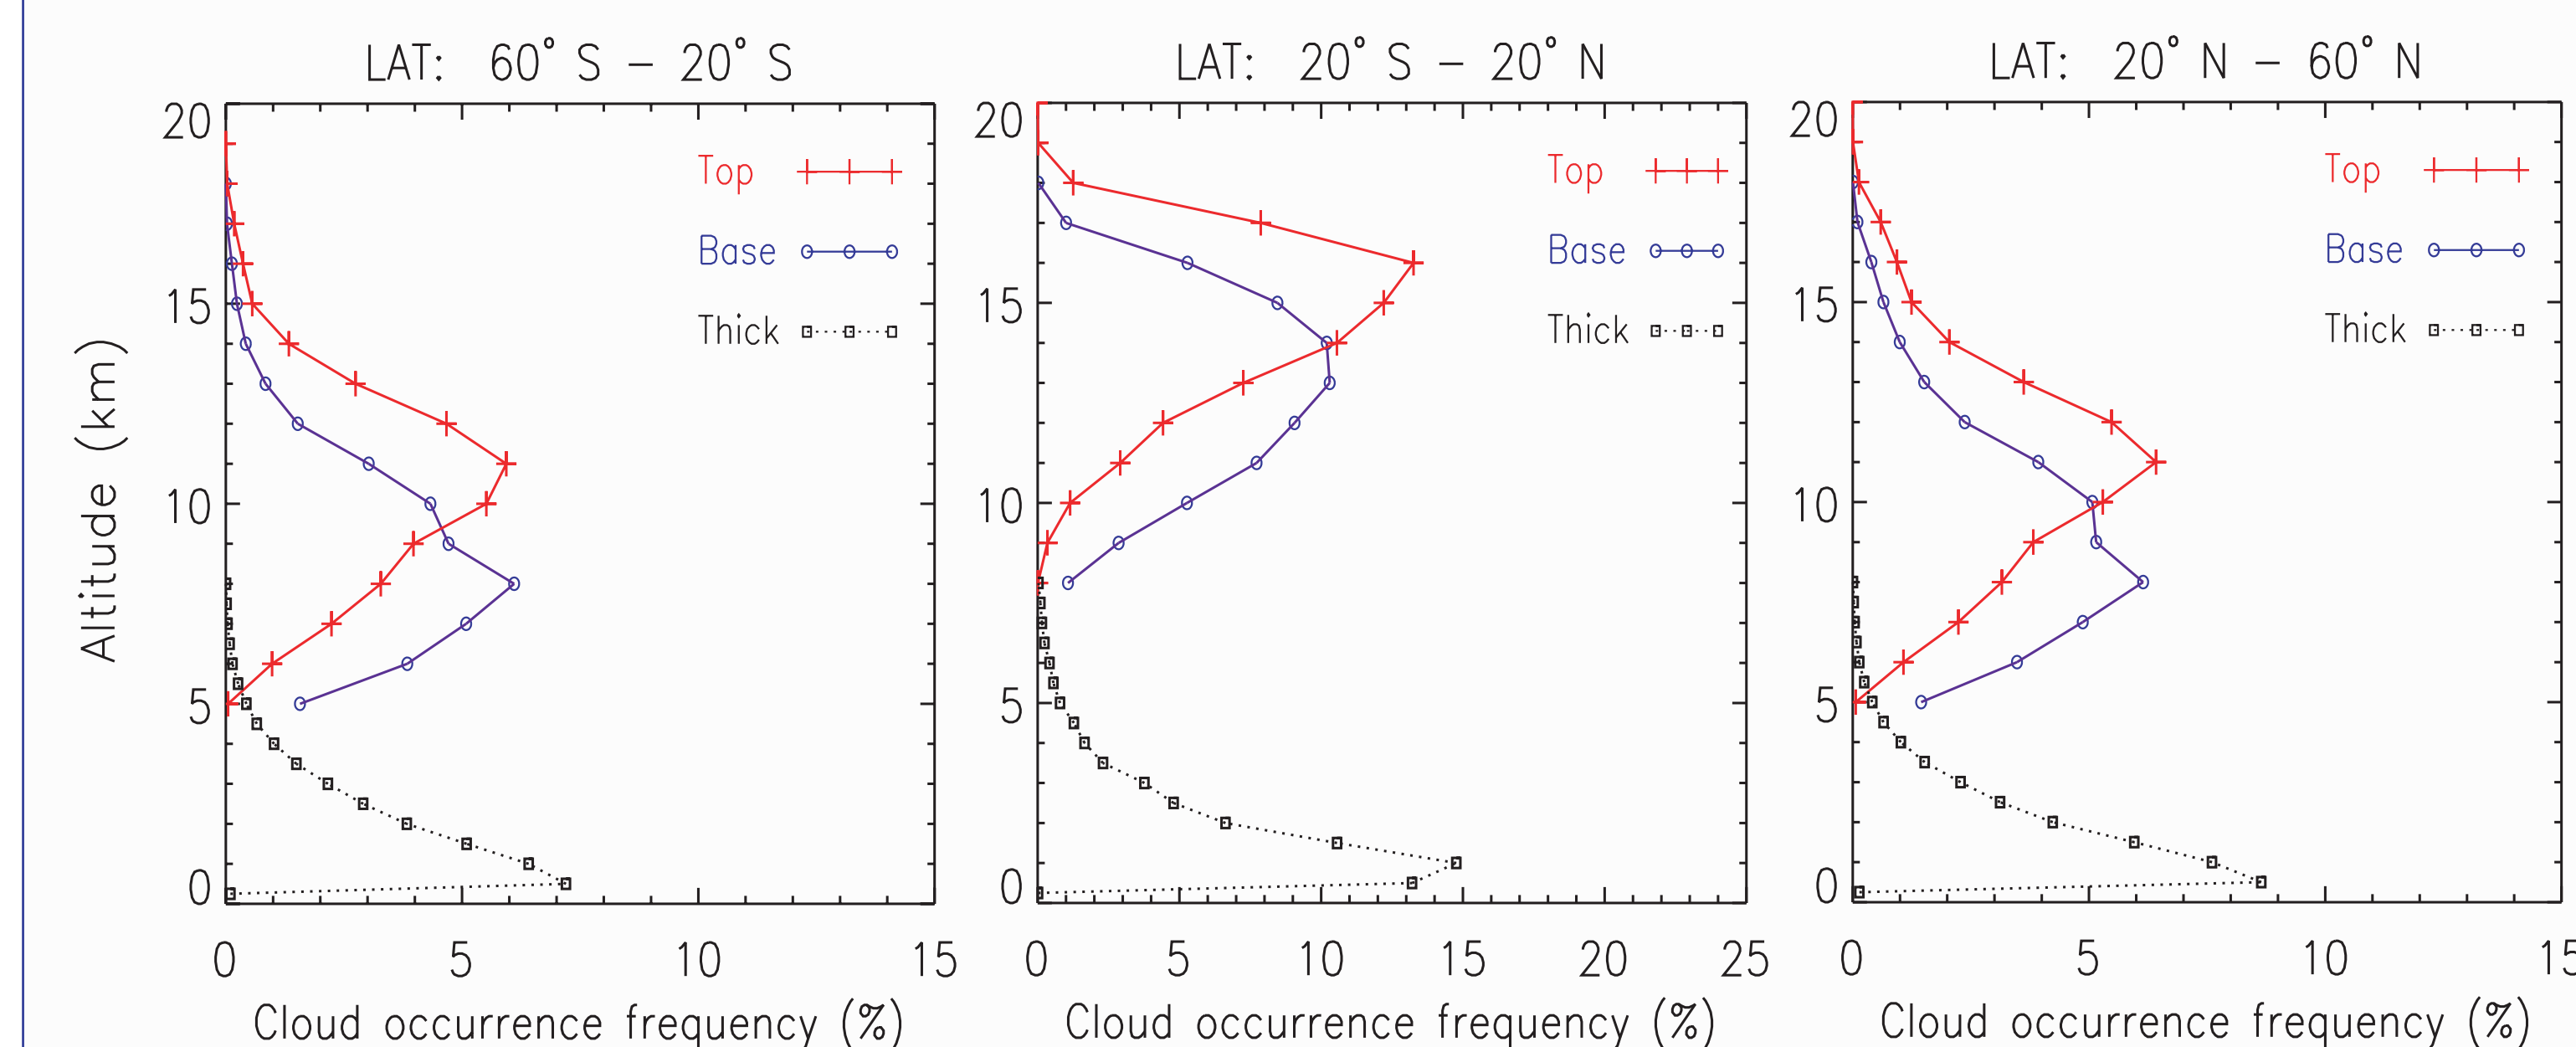 LAT: 60° S – 20° S
20
15
10
5
0
Altitude (km)
Top
Base
Thick
0 5 10 15
Cloud occurrence frequency (%)
LAT: 20° S – 20° N
20
15
10
5
0
Top
Base
Thick
0 5 10 15 20 25
Cloud occurrence frequency (%)
LAT: 20° N – 60° N
20
15
10
5
0
Top
Base
Thick
0 5 10 15
Cloud occurrence frequency (%)